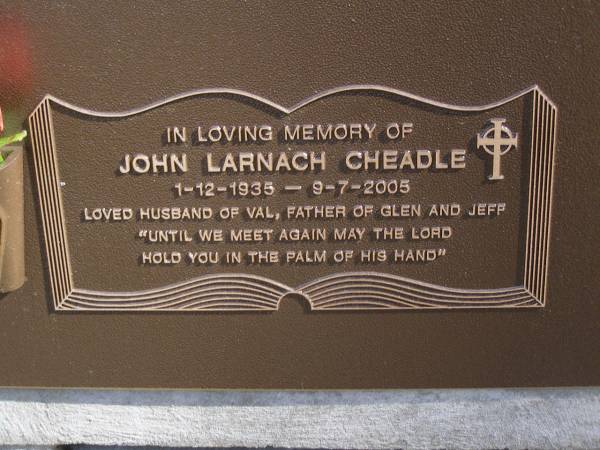 IN LOVING MEMORY OF
JOHN LARNACH CHEADLE
1-12-1935 — 9-7-2005
LOVED HUSBAND OF VAL, FATHER OF GLEN AND JEFF
"UNTIL WE MEET AGAIN MAY THE LORD
HOLD YOU IN THE PALM OF HIS HAND"